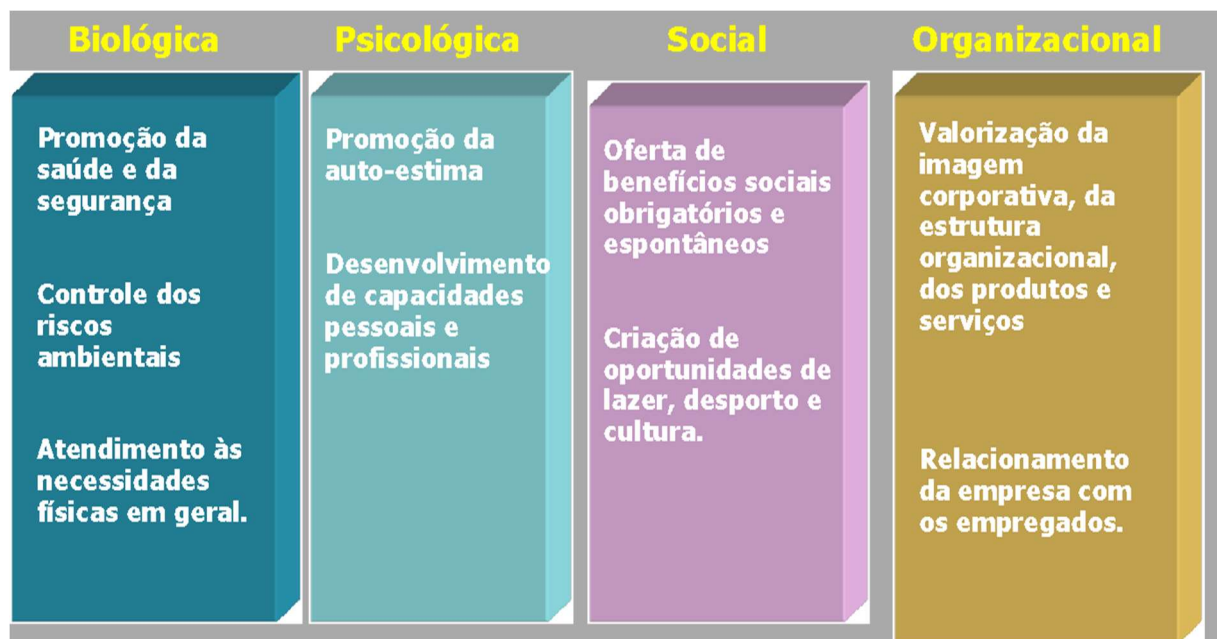 Biológica
Psicológica
Social
Organizacional
Promoção da
saúde e da
segurança
Controle dos
riscos
ambientais
Atendimento às
necessidades
físicas em geral.
Promoção da
auto-estima
Desenvolvimento
de capacidades
pessoais e
profissionais
Oferta de
benefícios sociais
obrigatórios e
espontâneos
Criação de
oportunidades de
lazer, desporto e
cultura.
Valorização da
imagem
corporativa, da
estrutura
organizacional,
dos produtos e
serviços
Relacionamento
da empresa com
os empregados.